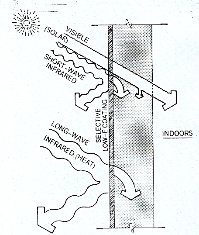 VISIBLE
(SOLAR)
SHORT-WAVE
INFRARED
LONG-WAVE
INFRARED (HEAT)
SELECTIVE
LOW-E COATING
INDOORS